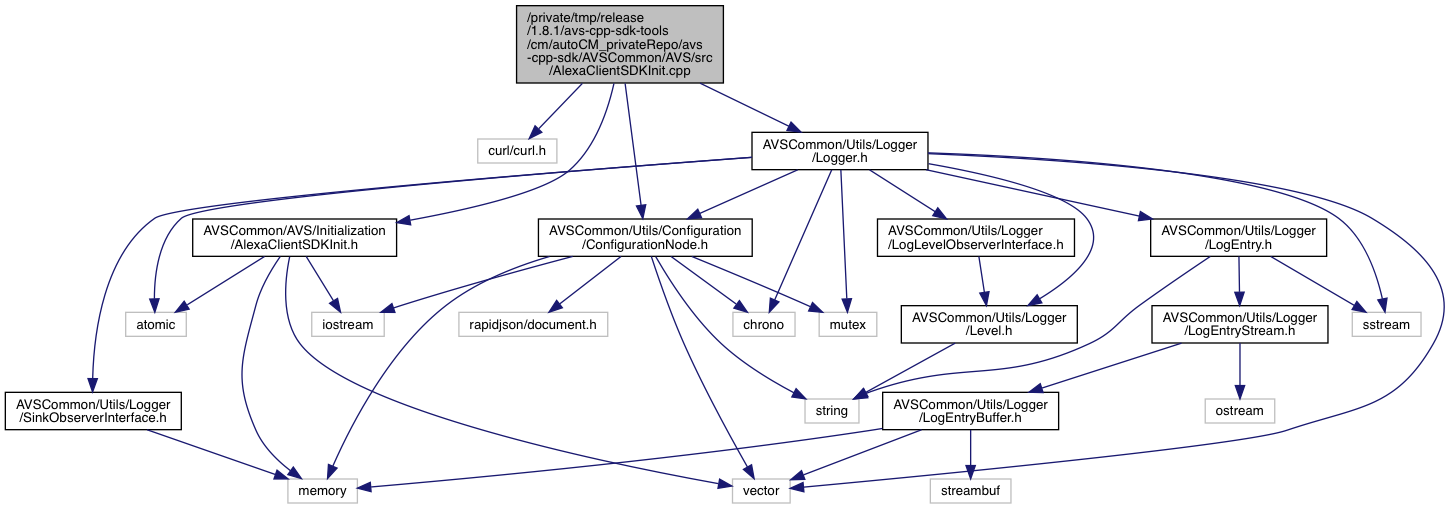 /private/tmp/release
/1.8.1/avs-cpp-sdk-tools
/cm/autoCM_privateRepo/avs
-cpp-sdk/AVSCommon/AVS/src
/AlexaClientSDKInit.cpp
curl/curl.h
AVSCommon/Utils/Logger
/Logger.h
AVSCommon/AVS/Initialization
/AlexaClientSDKInit.h
AVSCommon/Utils/Configuration
/ConfigurationNode.h
AVSCommon/Utils/Logger
/LogLevelObserverInterface.h
AVSCommon/Utils/Logger
/LogEntry.h
atomic
iostream
rapidjson/document.h
chrono
mutex
AVSCommon/Utils/Logger
/Level.h
AVSCommon/Utils/Logger
/LogEntryStream.h
sstream
AVSCommon/Utils/Logger
/SinkObserverInterface.h
string
AVSCommon/Utils/Logger
/LogEntryBuffer.h
ostream
memory
vector
streambuf